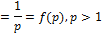 = 1/p = f(p), p > 1